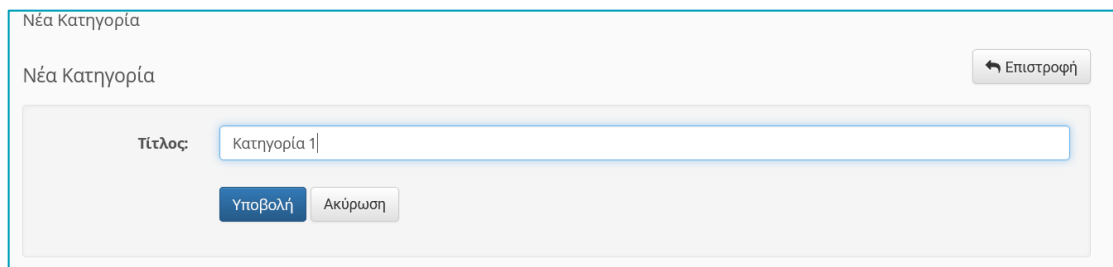 Νέα Κατηγορία
Νέα Κατηγορία
Επιστροφή
Τίτλος:
Κατηγορία 1
Υποβολή
Ακύρωση